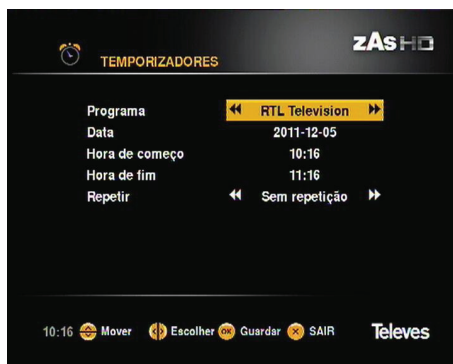 zAs HD
TEMPORIZADORES
Programa RTL Television
Data 2011-12-05
Hora de começo 10:16
Hora de fim 11:16
Repetir Sem repetição
10:16 Mover Escolher OK Guardar SAIR Televes